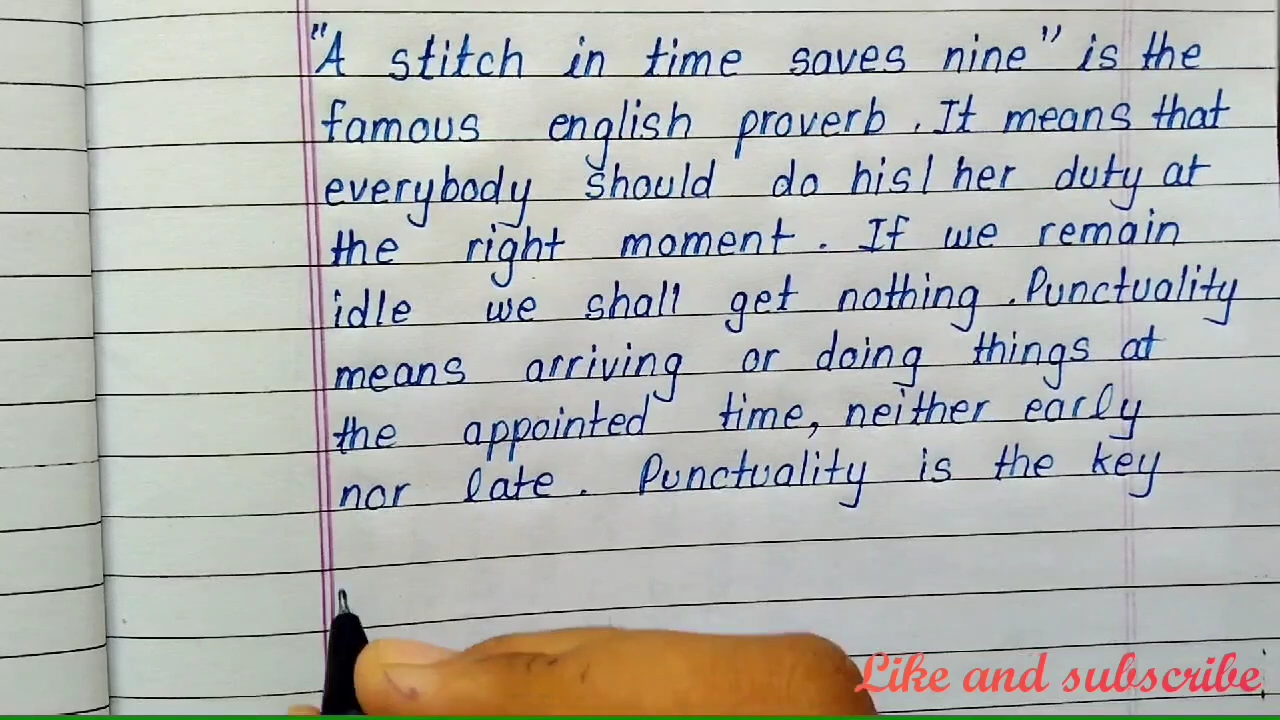 "A stitch in time saves nine" is the
famous english proverb. It means that
everybody should do his/ her duty at
the right moment. If we remain
idle we shall get nothing. Punctuality
means arriving or doing things at
the appointed time, neither early
nor late. Punctuality is the key
Like and subscribe